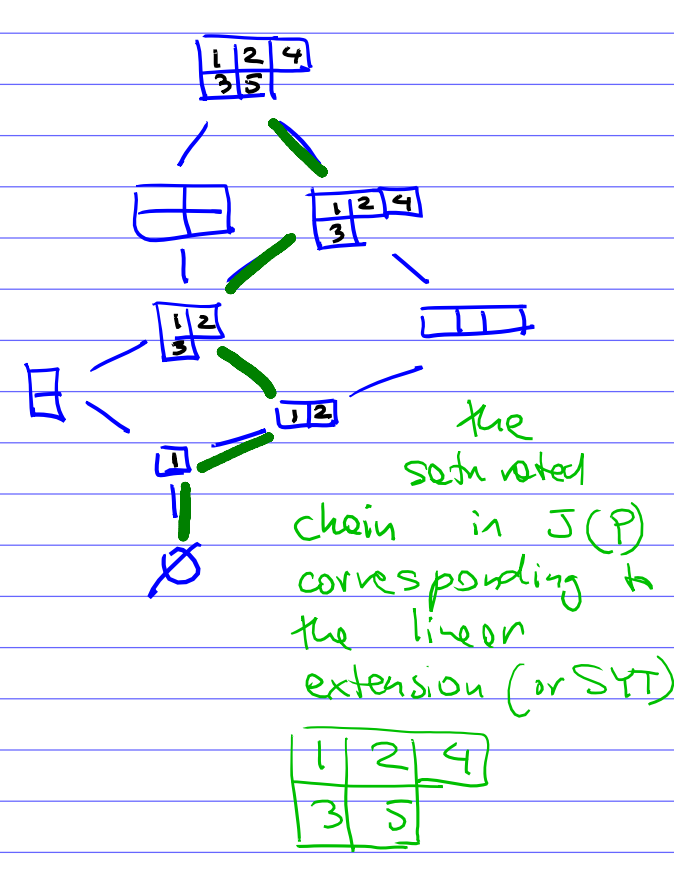 1 2 4
3 5
1 2 4
3
1 2
3
1 2
1
∅
the
saturated
chain in J(P)
corresponding to
the linear
extension (or SYT)
1 2 4
3 5